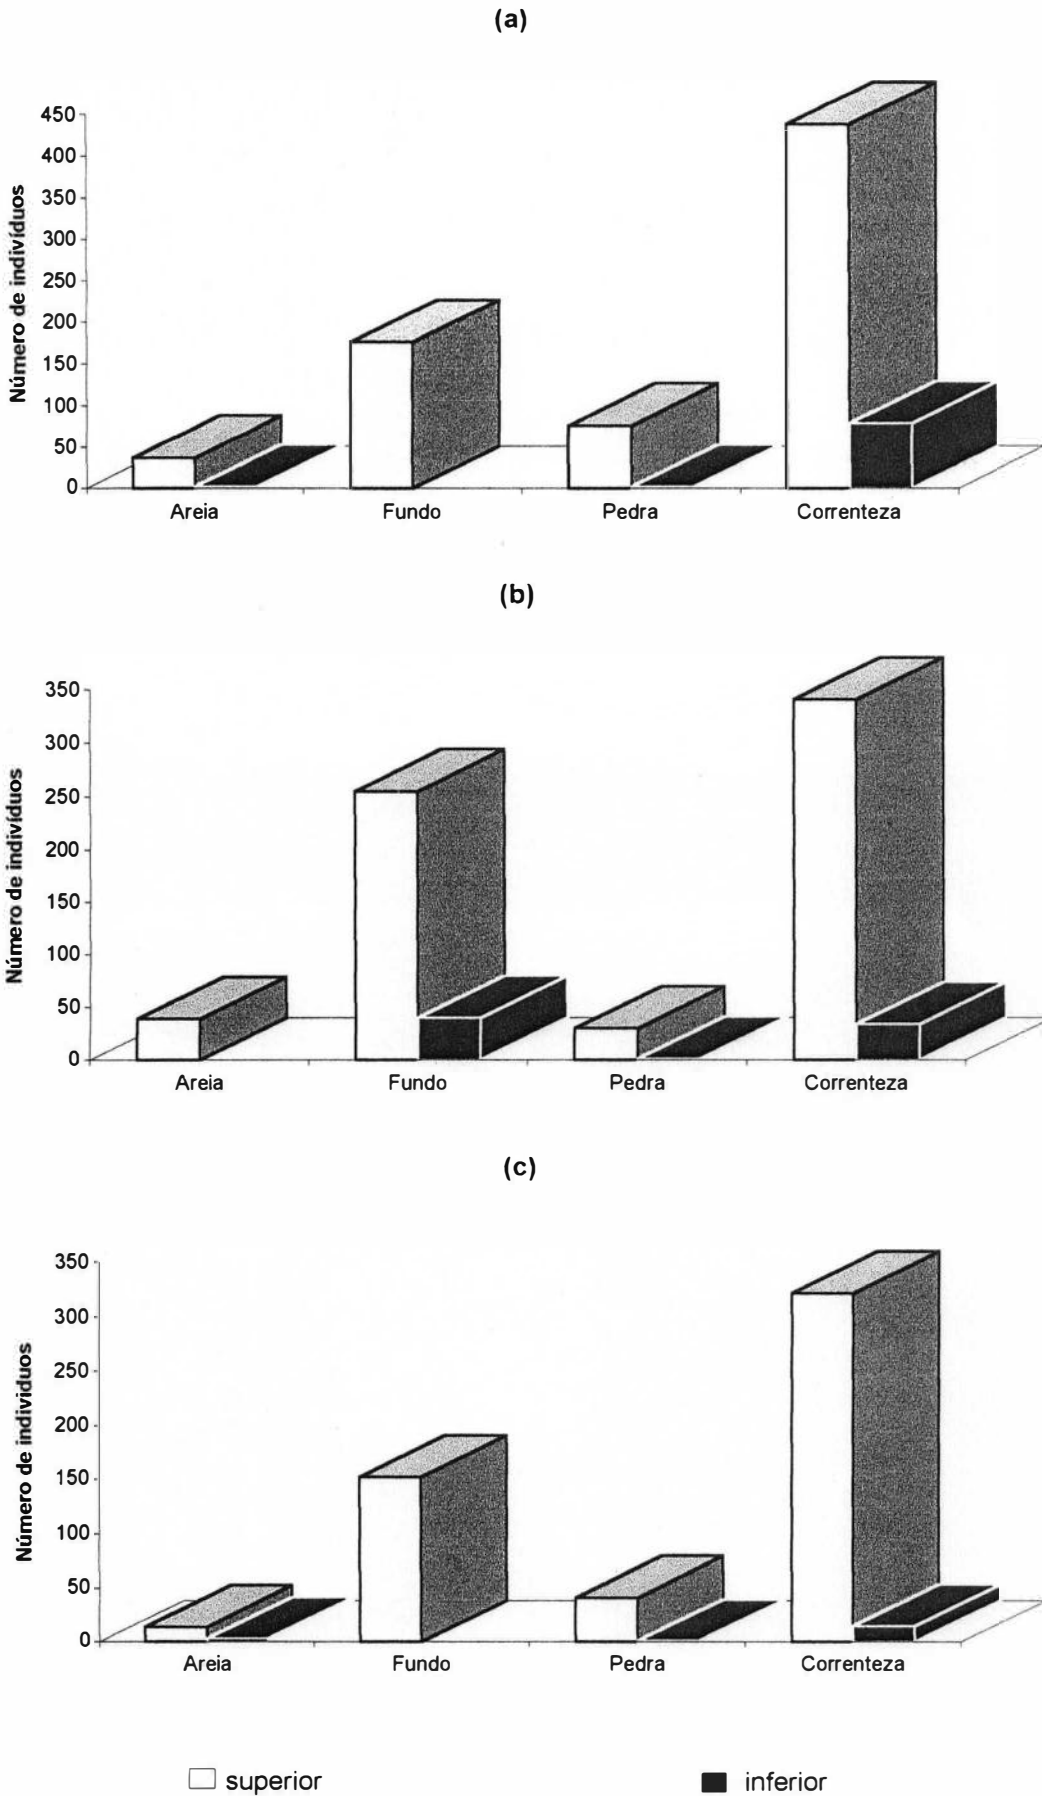 (a)
Número de indivíduos
450
400
350
300
250
200
150
100
50
0
Areia Fundo Pedra Correnteza
(b)
Número de indivíduos
350
300
250
200
150
100
50
0
Areia Fundo Pedra Correnteza
(c)
Número de individuos
350
300
250
200
150
100
50
0
Areia Fundo Pedra Correnteza
superior inferior